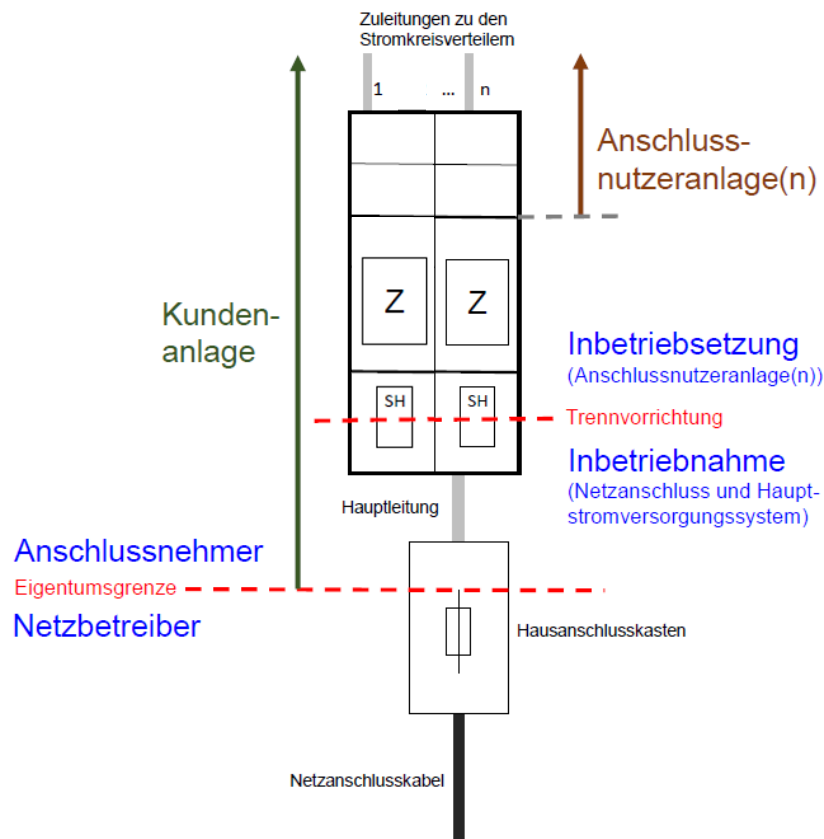 Zuleitungen zu den
Stromkreisverteilern
1 ... n
Anschluss-
nutzeranlage(n)
Z Z
Kunden-
anlage
Inbetriebsetzung
(Anschlussnutzeranlage(n))
SH SH
Trennvorrichtung
Inbetriebnahme
(Netzanschluss und Haupt-
stromversorgungssystem)
Hauptleitung
Anschlussnehmer
Eigentumsgrenze
Netzbetreiber
Hausanschlusskasten
Netzanschlusskabel